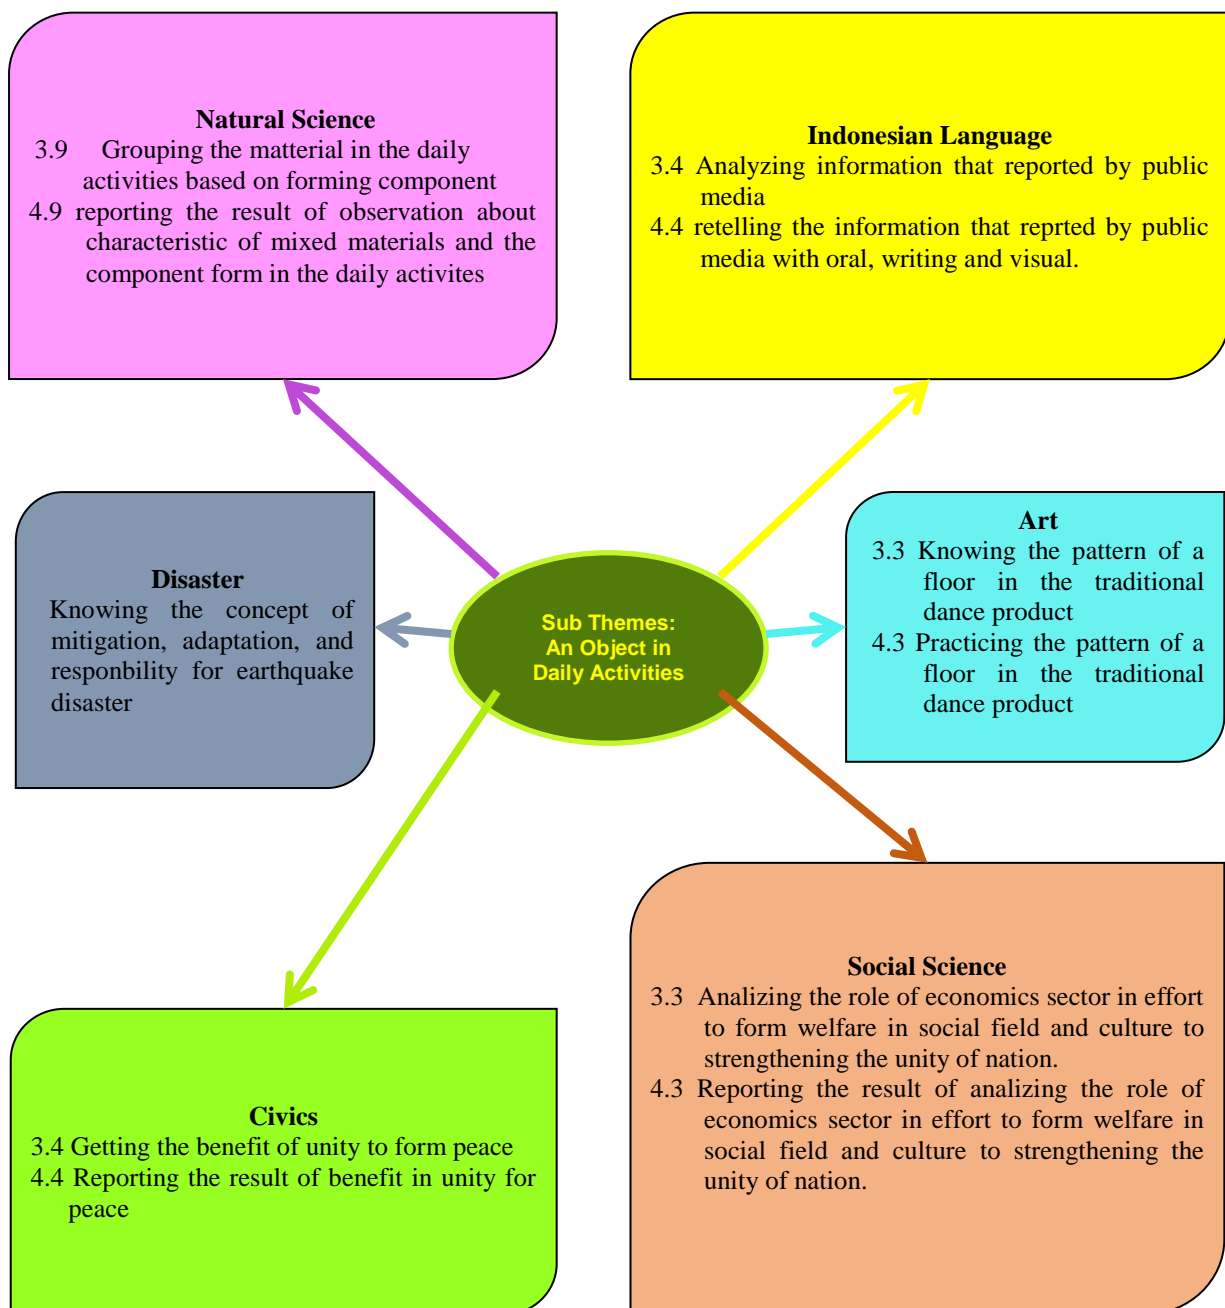 Natural Science
3.9 Grouping the matterial in the daily
activities based on forming component
4.9 reporting the result of observation about
characteristic of mixed materials and the
component form in the daily activites
Indonesian Language
3.4 Analyzing information that reported by public
media
4.4 retelling the information that reprted by public
media with oral, writing and visual.
Disaster
Knowing the concept of
mitigation, adaptation, and
responbility for earthquake
disaster
Sub Themes:
An Object in
Daily Activities
Art
3.3 Knowing the pattern of a
floor in the traditional
dance product
4.3 Practicing the pattern of a
floor in the traditional
dance product
Civics
3.4 Getting the benefit of unity to form peace
4.4 Reporting the result of benefit in unity for
peace
Social Science
3.3 Analizing the role of economics sector in effort
to form welfare in social field and culture to
strengthening the unity of nation.
4.3 Reporting the result of analizing the role of
economics sector in effort to form welfare in
social field and culture to strengthening the
unity of nation.